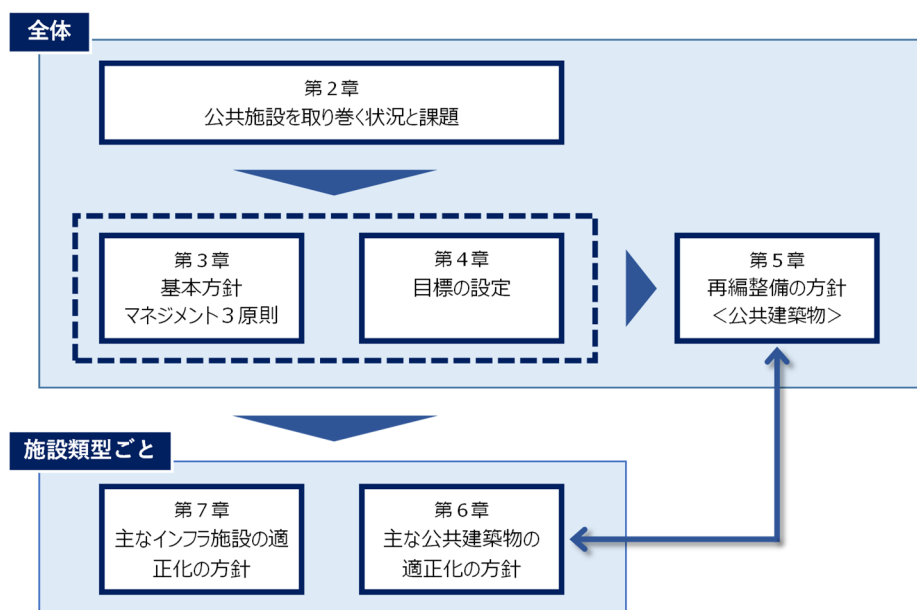 全体
第２章
公共施設を取り巻く状況と課題
第３章
基本方針
マネジメント３原則
第４章
目標の設定
第５章
再編整備の方針
＜公共建築物＞
施設類型ごと
第７章
主なインフラ施設の適
正化の方針
第６章
主な公共建築物の
適正化の方針